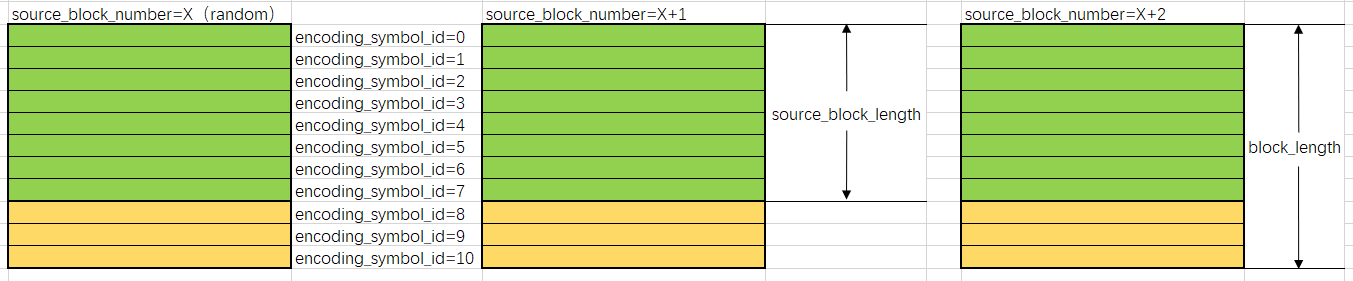 source_block_number=X（random）
source_block_number=X+1
source_block_number=X+2
encoding_symbol_id=0
encoding_symbol_id=1
encoding_symbol_id=2
encoding_symbol_id=3
encoding_symbol_id=4
encoding_symbol_id=5
encoding_symbol_id=6
encoding_symbol_id=7
encoding_symbol_id=8
encoding_symbol_id=9
encoding_symbol_id=10
source_block_length
block_length